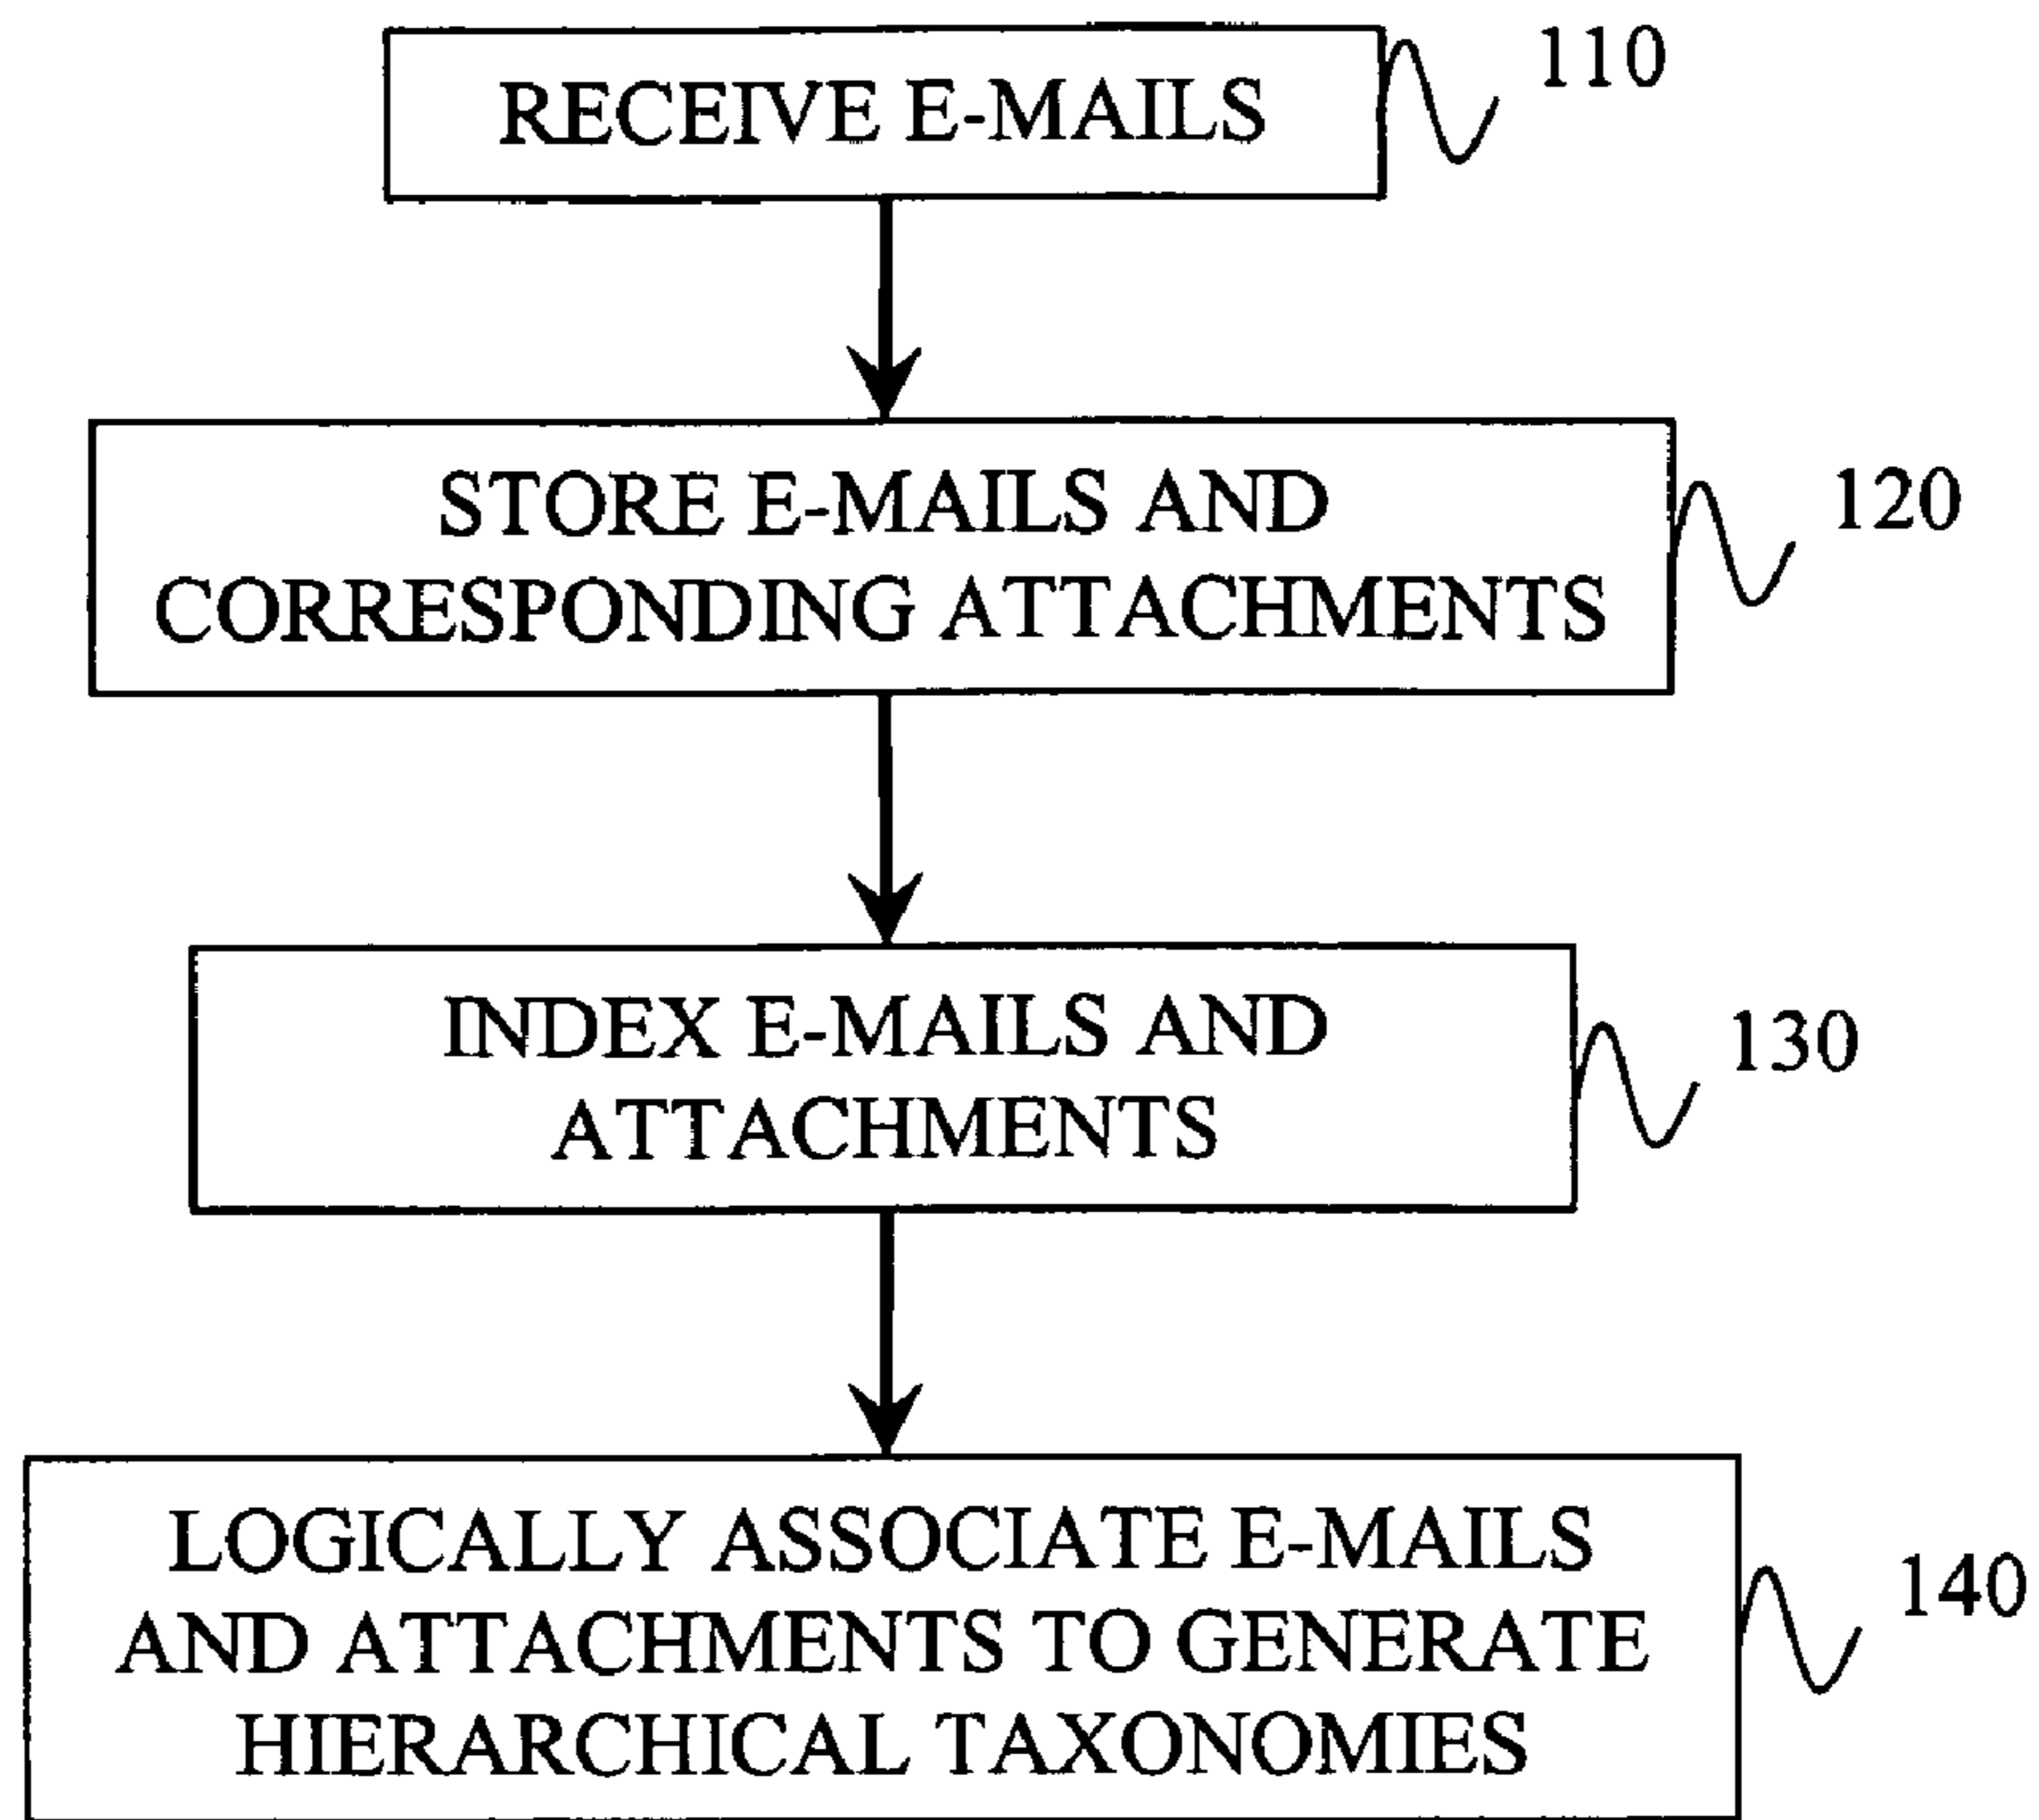 RECEIVE E-MAILS
110
STORE E-MAILS AND
CORRESPONDING ATTACHMENTS
120
INDEX E-MAILS AND
ATTACHMENTS
130
LOGICALLY ASSOCIATE E-MAILS
AND ATTACHMENTS TO GENERATE
HIERARCHICAL TAXONOMIES
140